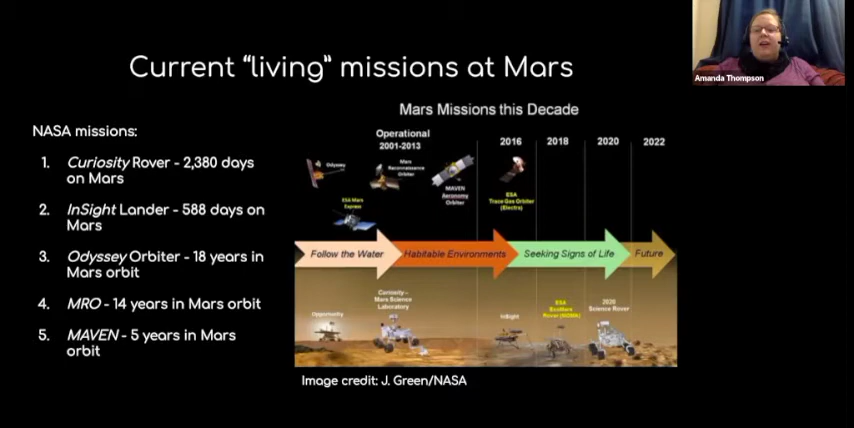 Current “living” missions at Mars
Amanda Thompson
NASA missions:
1. Curiosity Rover - 2,380 days
on Mars
2. InSight Lander - 588 days on
Mars
3. Odyssey Orbiter - 18 years in
Mars orbit
4. MRO - 14 years in Mars orbit
5. MAVEN - 5 years in Mars
orbit
Mars Missions this Decade
Operational
2001-2013
2016
2018
2020
2022
Odyssey
Mars
Reconnaissance
Orbiter
MAVEN
Aeronomy
Orbiter
ESA
Trace Gas Orbiter
(Electra)
ESA Mars
Express
Follow the Water
Habitable Environments
Seeking Signs of Life
Future
Opportunity
Curiosity –
Mars Science
Laboratory
InSight
ESA
ExoMars
Rover (MOMA)
2020
Science Rover
Image credit: J. Green/NASA